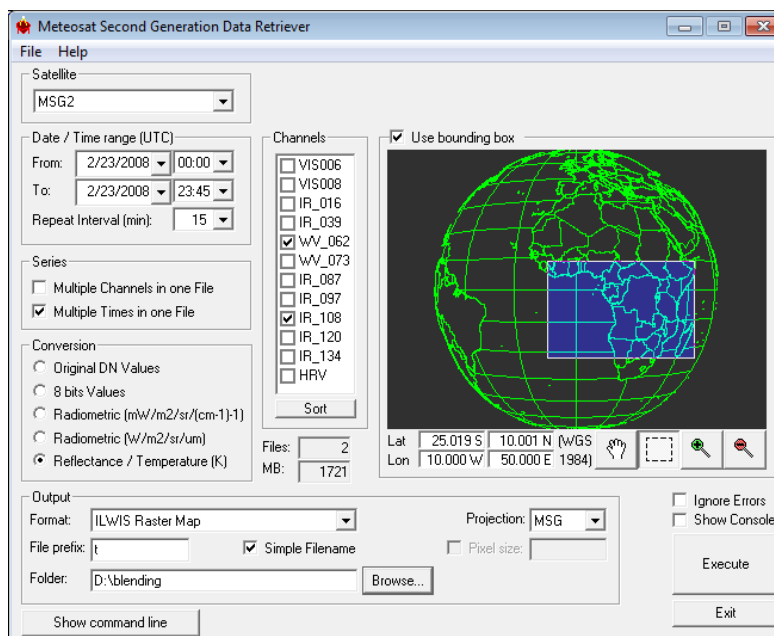 Meteosat Second Generation Data Retriever
File Help
Satellite
MSG2
Date / Time range (UTC)
From: 2/23/2008 00:00
To: 2/23/2008 23:45
Repeat Interval (min): 15
Series
Multiple Channels in one File
Multiple Times in one File
Conversion
Original DN Values
8 bits Values
Radiometric (mW/m2/sr/(cm-1)-1)
Radiometric (W/m2/sr/um)
Reflectance / Temperature (K)
Channels
VIS006
VIS008
IR_016
IR_039
WV_062
WV_073
IR_087
IR_097
IR_108
IR_120
IR_134
HRV
Sort
Files: 2
MB: 1721
Use bounding box
Lat 25.019 S 10.001 N (WGS
Lon 10.000 W 50.000 E 1984)
Output
Format: ILWIS Raster Map
Projection: MSG
File prefix: t
Simple Filename
Pixel size:
Folder: D:\blending
Browse...
Ignore Errors
Show Console
Execute
Exit
Show command line